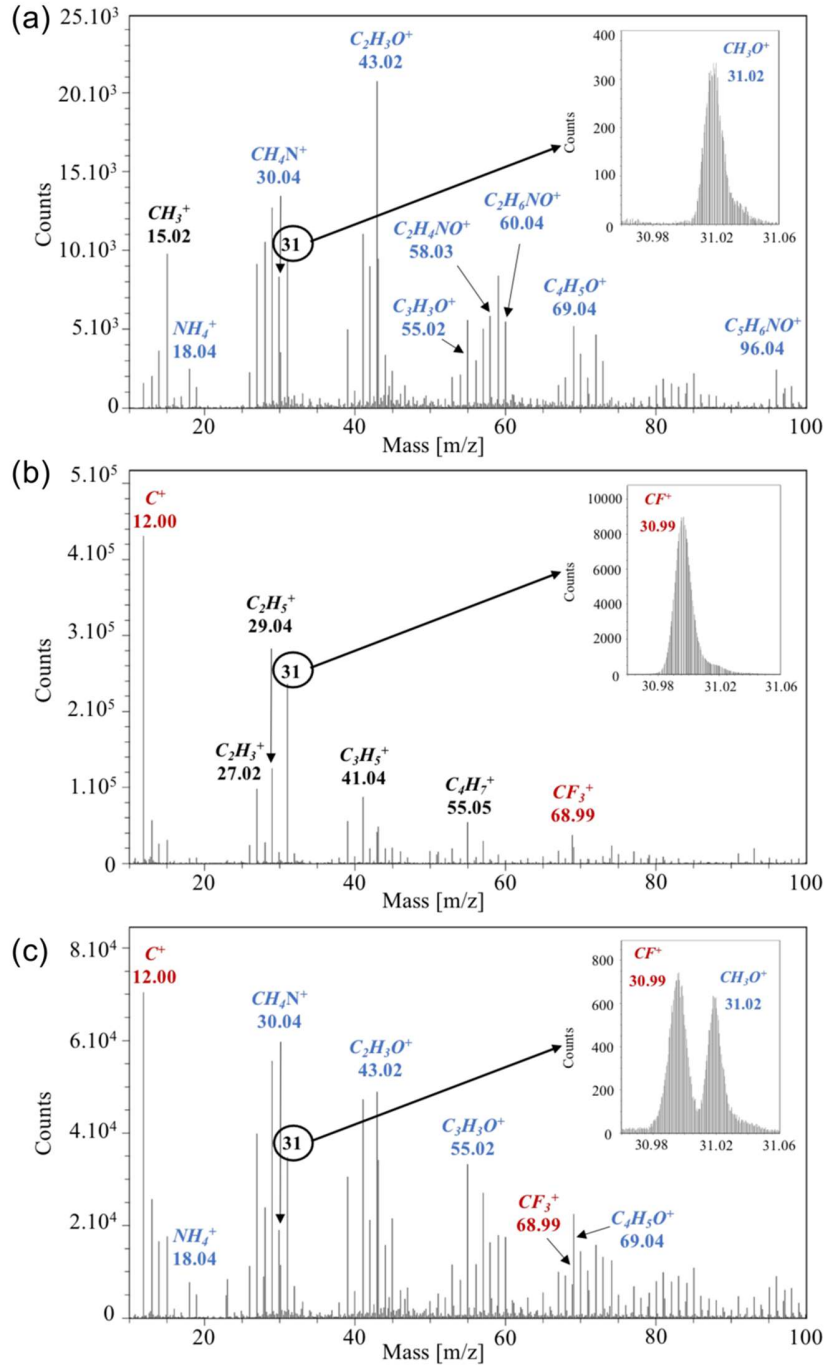 (a)
25.10³
20.10³
15.10³
10.10³
5.10³
0
Counts
CH₃⁺
15.02
NH₄⁺
18.04
CH₄N⁺
30.04
31
C₂H₃O⁺
43.02
C₃H₃O⁺
55.02
C₂H₄NO⁺
58.03
C₂H₆NO⁺
60.04
C₄H₅O⁺
69.04
C₅H₆NO⁺
96.04
400
300
200
100
0
Counts
CH₃O⁺
31.02
30.98 31.02 31.06
20 40 60 80 100
Mass [m/z]
(b)
5.10⁵
4.10⁵
3.10⁵
2.10⁵
1.10⁵
0
Counts
C⁺
12.00
C₂H₅⁺
29.04
31
C₂H₃⁺
27.02
C₃H₅⁺
41.04
C₄H₇⁺
55.05
CF₃⁺
68.99
10000
8000
6000
4000
2000
0
Counts
CF⁺
30.99
30.98 31.02 31.06
20 40 60 80 100
Mass [m/z]
(c)
8.10⁴
6.10⁴
4.10⁴
2.10⁴
0
Counts
C⁺
12.00
NH₄⁺
18.04
CH₄N⁺
30.04
31
C₂H₃O⁺
43.02
C₃H₃O⁺
55.02
CF₃⁺
68.99
C₄H₅O⁺
69.04
800
600
400
200
0
Counts
CF⁺
30.99
CH₃O⁺
31.02
30.98 31.02 31.06
20 40 60 80 100
Mass [m/z]